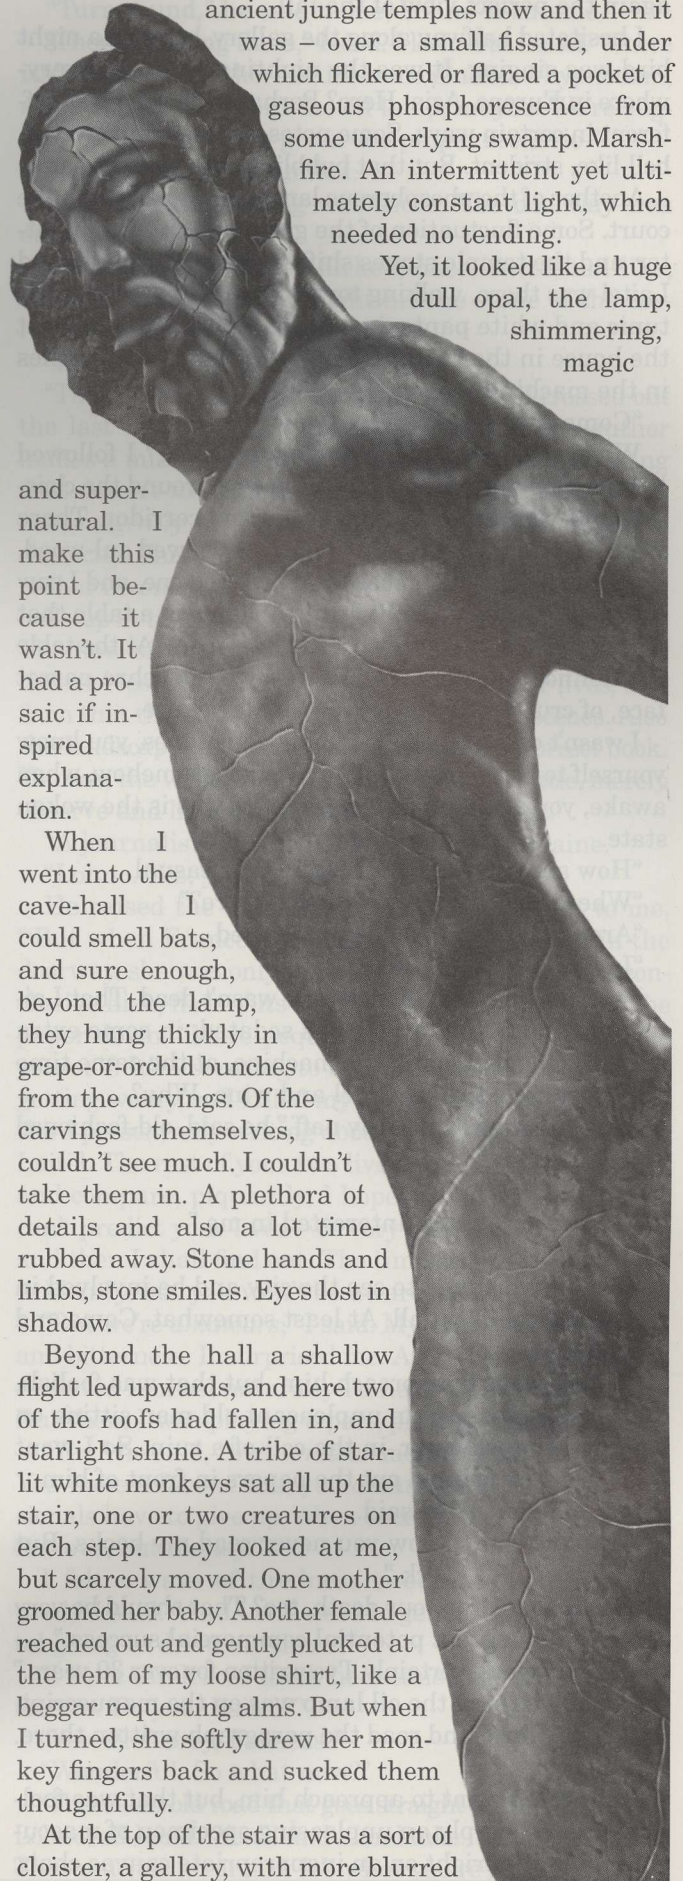 ancient jungle temples now and then it
was – over a small fissure, under
which flickered or flared a pocket of
gaseous phosphorescence from
some underlying swamp. Marsh-
fire. An intermittent yet ulti-
mately constant light, which
needed no tending.
Yet, it looked like a huge
dull opal, the lamp,
shimmering,
magic
and super-
natural. I
make this
point be-
cause it
wasn't. It
had a pro-
saic if in-
spired
explana-
tion.
When I
went into the
cave-hall I
could smell bats,
and sure enough,
beyond the lamp,
they hung thickly in
grape-or-orchid bunches
from the carvings. Of the
carvings themselves, I
couldn't see much. I couldn't
take them in. A plethora of
details and also a lot time-
rubbed away. Stone hands and
limbs, stone smiles. Eyes lost in
shadow.
Beyond the hall a shallow
flight led upwards, and here two
of the roofs had fallen in, and
starlight shone. A tribe of star-
lit white monkeys sat all up the
stair, one or two creatures on
each step. They looked at me,
but scarcely moved. One mother
groomed her baby. Another female
reached out and gently plucked at
the hem of my loose shirt, like a
beggar requesting alms. But when
I turned, she softly drew her mon-
key fingers back and sucked them
thoughtfully.
At the top of the stair was a sort of
cloister, a gallery, with more blurred